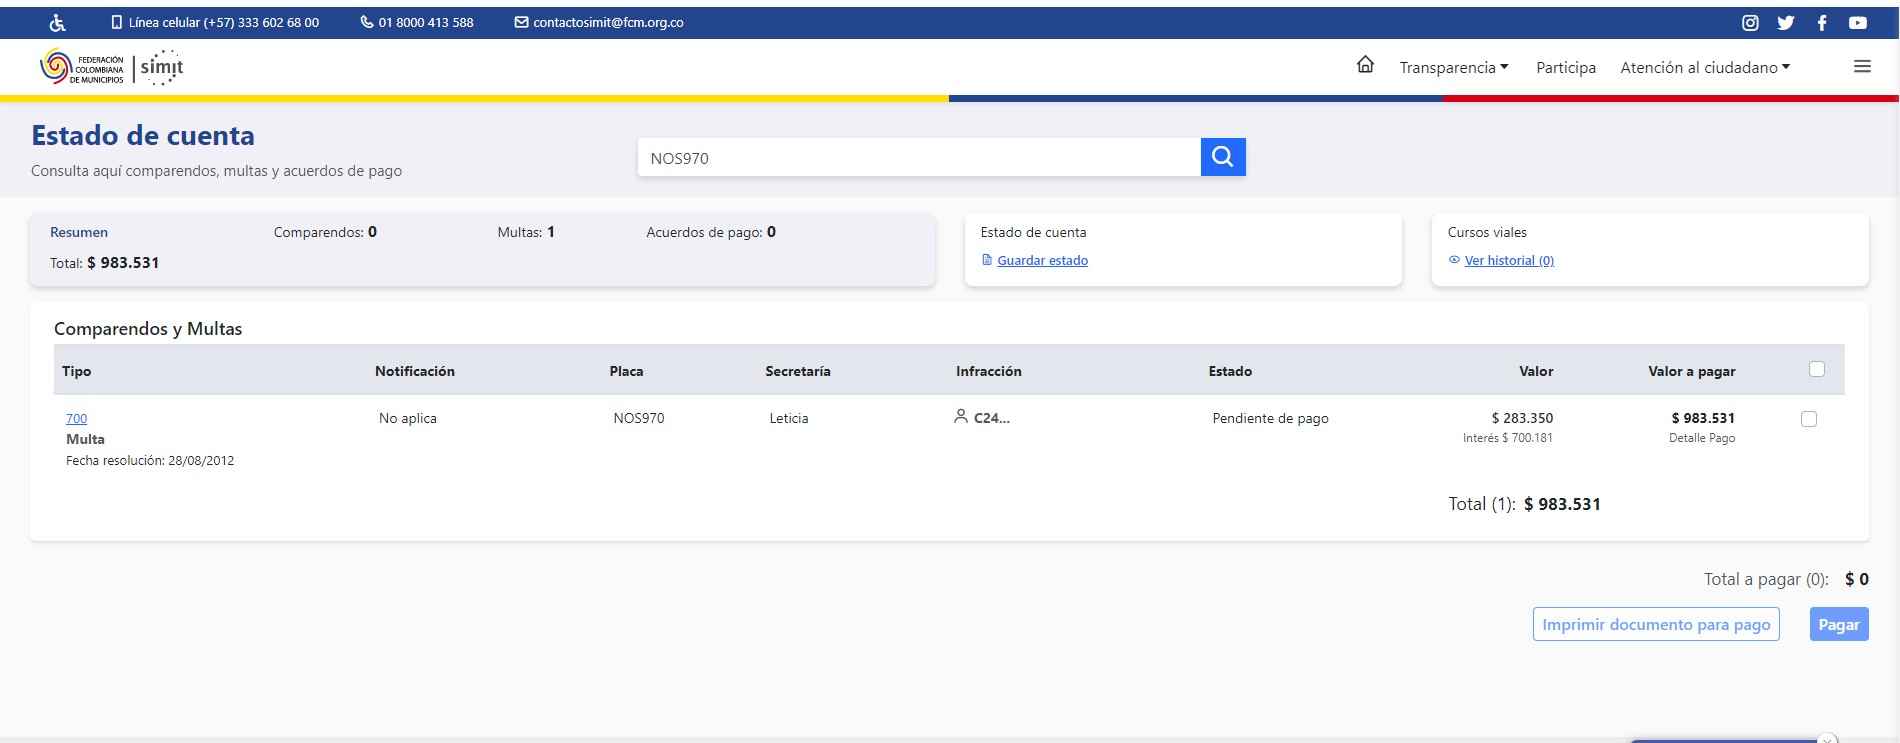 Línea celular (+57) 333 602 68 00 01 8000 413 588 contactosimit@fcm.org.co
FEDERACIÓN
COLOMBIANA
DE MUNICIPIOS
simit
Transparencia Participa Atención al ciudadano
Estado de cuenta
Consulta aquí comparendos, multas y acuerdos de pago
NOS970
Resumen Comparendos: 0 Multas: 1 Acuerdos de pago: 0
Total: $ 983.531
Estado de cuenta
Guardar estado
Cursos viales
Ver historial (0)
Comparendos y Multas
Tipo Notificación Placa Secretaría Infracción Estado Valor Valor a pagar
700 No aplica NOS970 Leticia C24... Pendiente de pago $ 283.350 $ 983.531
Multa Interés $ 700.181 Detalle Pago
Fecha resolución: 28/08/2012
Total (1): $ 983.531
Total a pagar (0): $ 0
Imprimir documento para pago Pagar